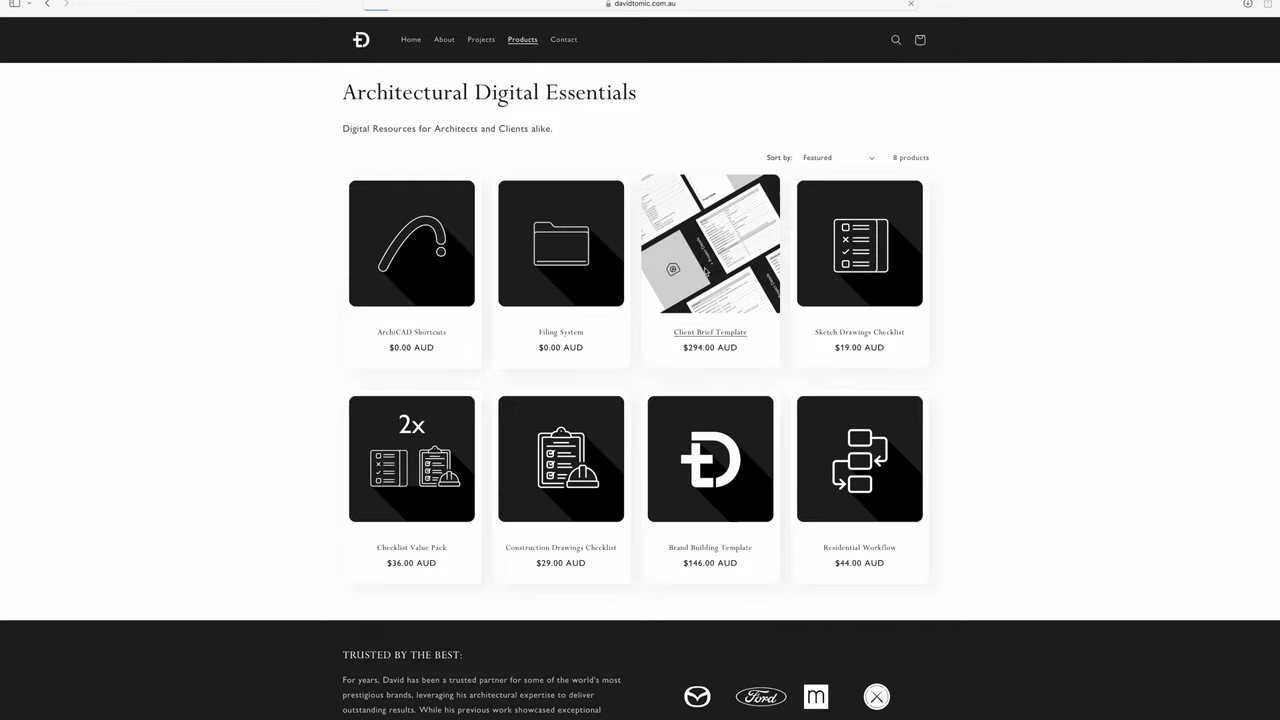 davidtomic.com.au
Home About Projects Products Contact
Architectural Digital Essentials
Digital Resources for Architects and Clients alike.
Sort by: Featured 8 products
ArchiCAD Shortcuts
$0.00 AUD
Filing System
$0.00 AUD
Client Brief Template
$294.00 AUD
Sketch Drawings Checklist
$19.00 AUD
2x
Checklist Value Pack
$36.00 AUD
Construction Drawings Checklist
$29.00 AUD
Brand Building Template
$146.00 AUD
Residential Workflow
$44.00 AUD
TRUSTED BY THE BEST:
For years, David has been a trusted partner for some of the world's most
prestigious brands, leveraging his architectural expertise to deliver
outstanding results. While his previous work showcased exceptional
Ford
m